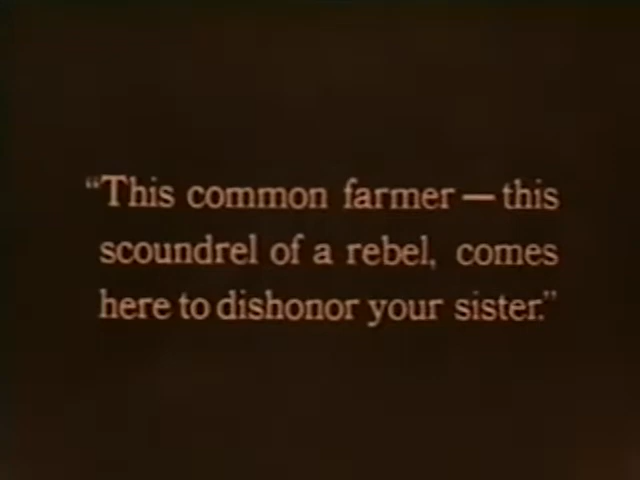 “This common farmer — this
scoundrel of a rebel, comes
here to dishonor your sister.”